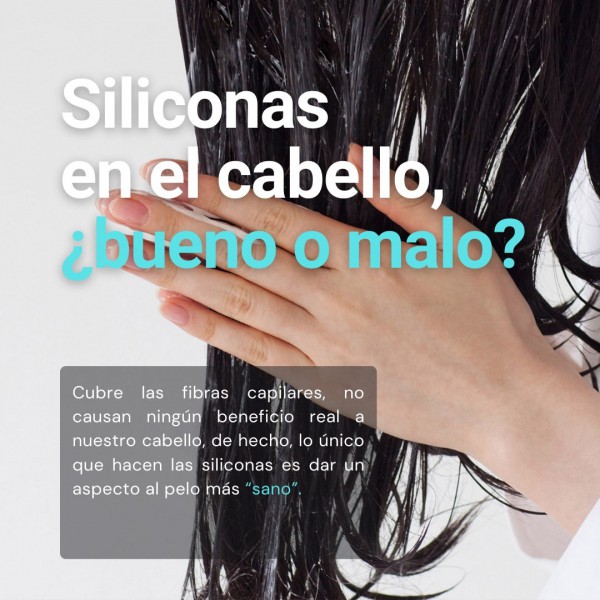 Siliconas
en el cabello,
¿bueno o malo?
Cubre las fibras capilares, no
causan ningún beneficio real a
nuestro cabello, de hecho, lo único
que hacen las siliconas es dar un
aspecto al pelo más “sano”.